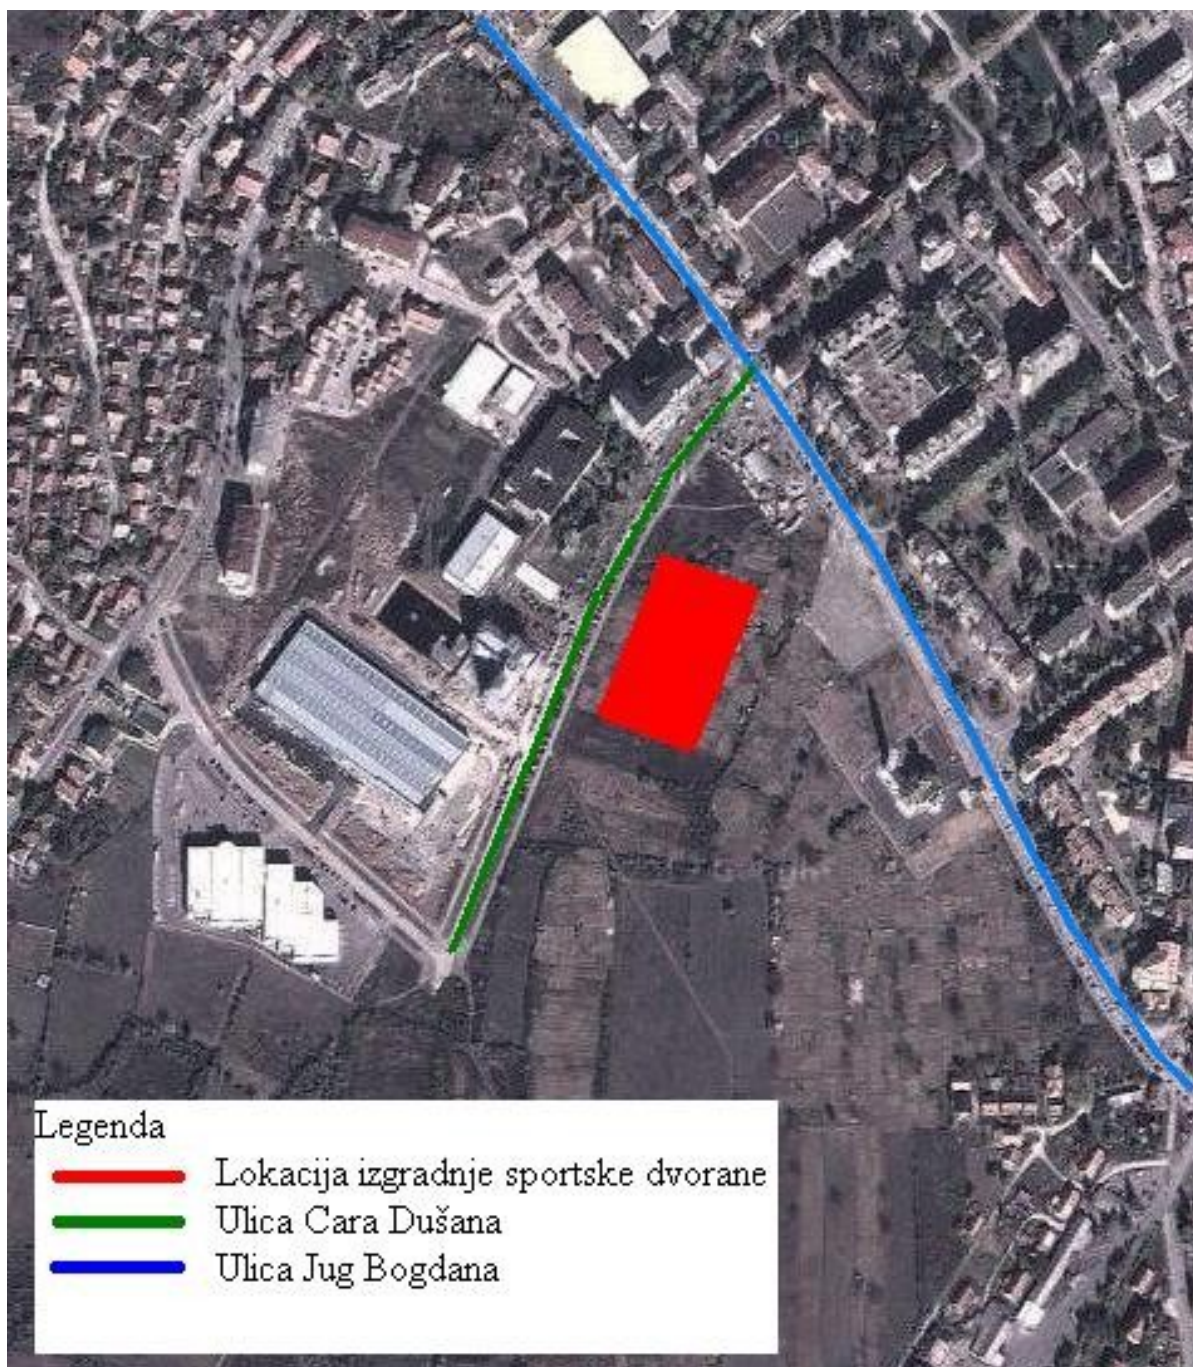 Legenda
Lokacija izgradnje sportske dvorane
Ulica Cara Dušana
Ulica Jug Bogdana